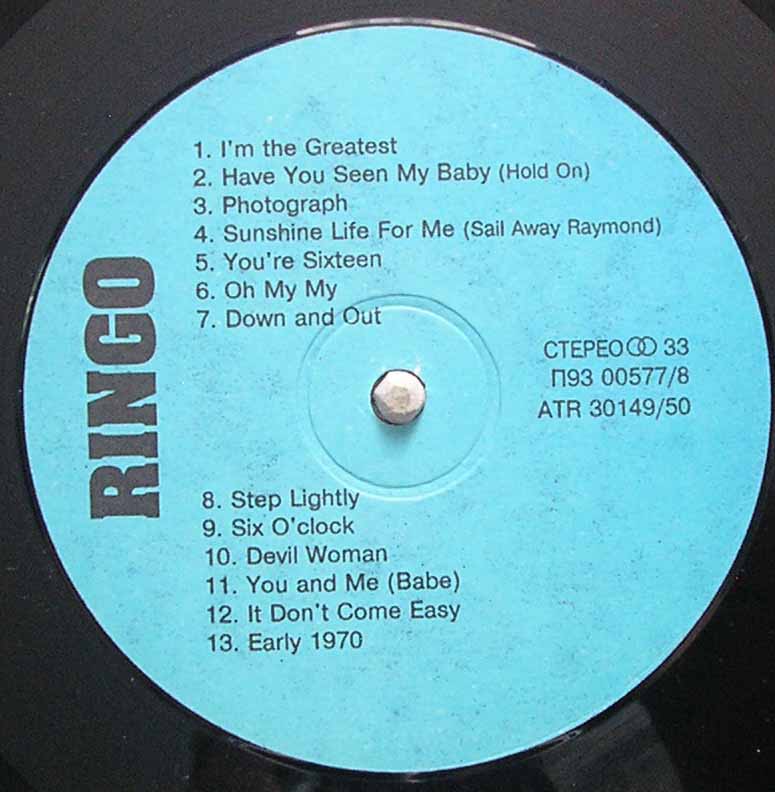 RINGO
1. I'm the Greatest
2. Have You Seen My Baby (Hold On)
3. Photograph
4. Sunshine Life For Me (Sail Away Raymond)
5. You're Sixteen
6. Oh My My
7. Down and Out
СТЕРЕО 33
П93 00577/8
ATR 30149/50
8. Step Lightly
9. Six O'clock
10. Devil Woman
11. You and Me (Babe)
12. It Don't Come Easy
13. Early 1970